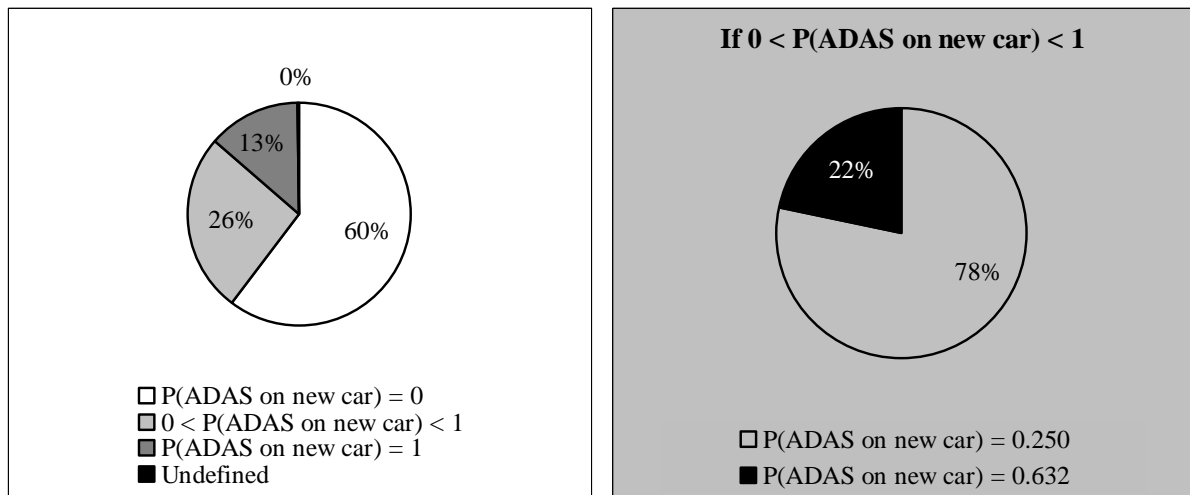 0%
13%
26%
60%
P(ADAS on new car) = 0
0 < P(ADAS on new car) < 1
P(ADAS on new car) = 1
Undefined
If 0 < P(ADAS on new car) < 1
22%
78%
P(ADAS on new car) = 0.250
P(ADAS on new car) = 0.632